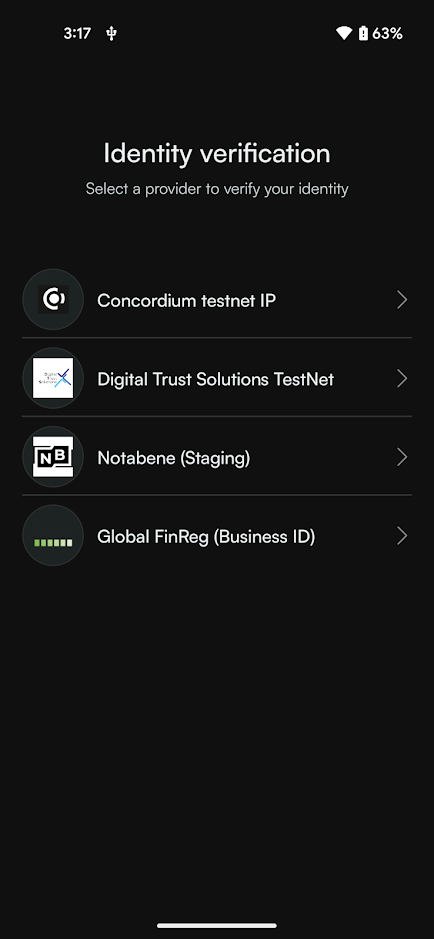 3:17
63%
Identity verification
Select a provider to verify your identity
Concordium testnet IP
Digital Trust Solutions TestNet
NB
Notabene (Staging)
Global FinReg (Business ID)